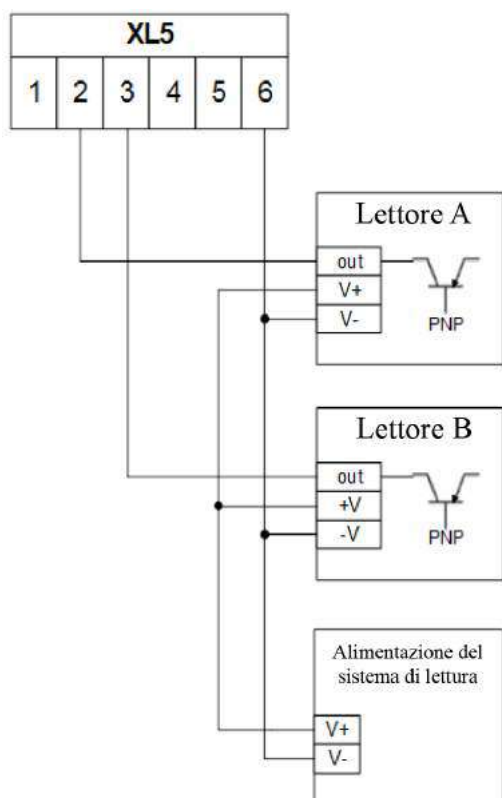 XL5
1 2 3 4 5 6
Lettore A
out
V+
V-
PNP
Lettore B
out
+V
-V
PNP
Alimentazione del
sistema di lettura
V+
V-